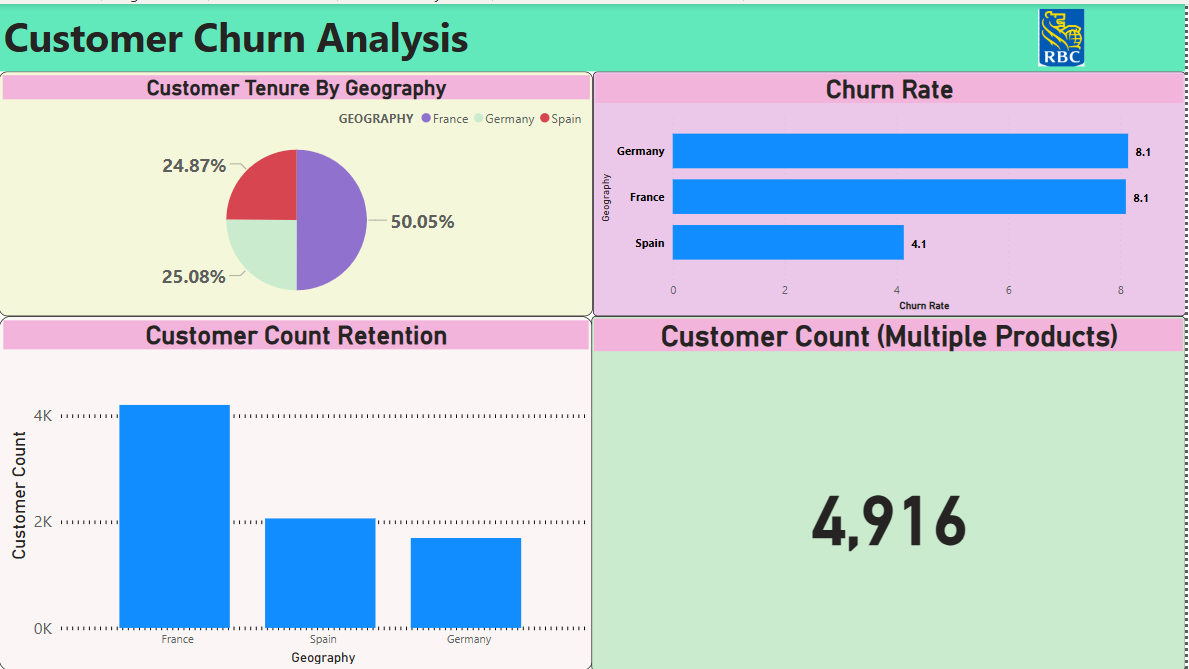 Customer Churn Analysis
RBC
Customer Tenure By Geography
GEOGRAPHY France Germany Spain
24.87%
50.05%
25.08%
Churn Rate
Geography
Germany 8.1
France 8.1
Spain 4.1
0 2 4 6 8
Churn Rate
Customer Count Retention
Customer Count
4K
2K
0K
France Spain Germany
Geography
Customer Count (Multiple Products)
4,916